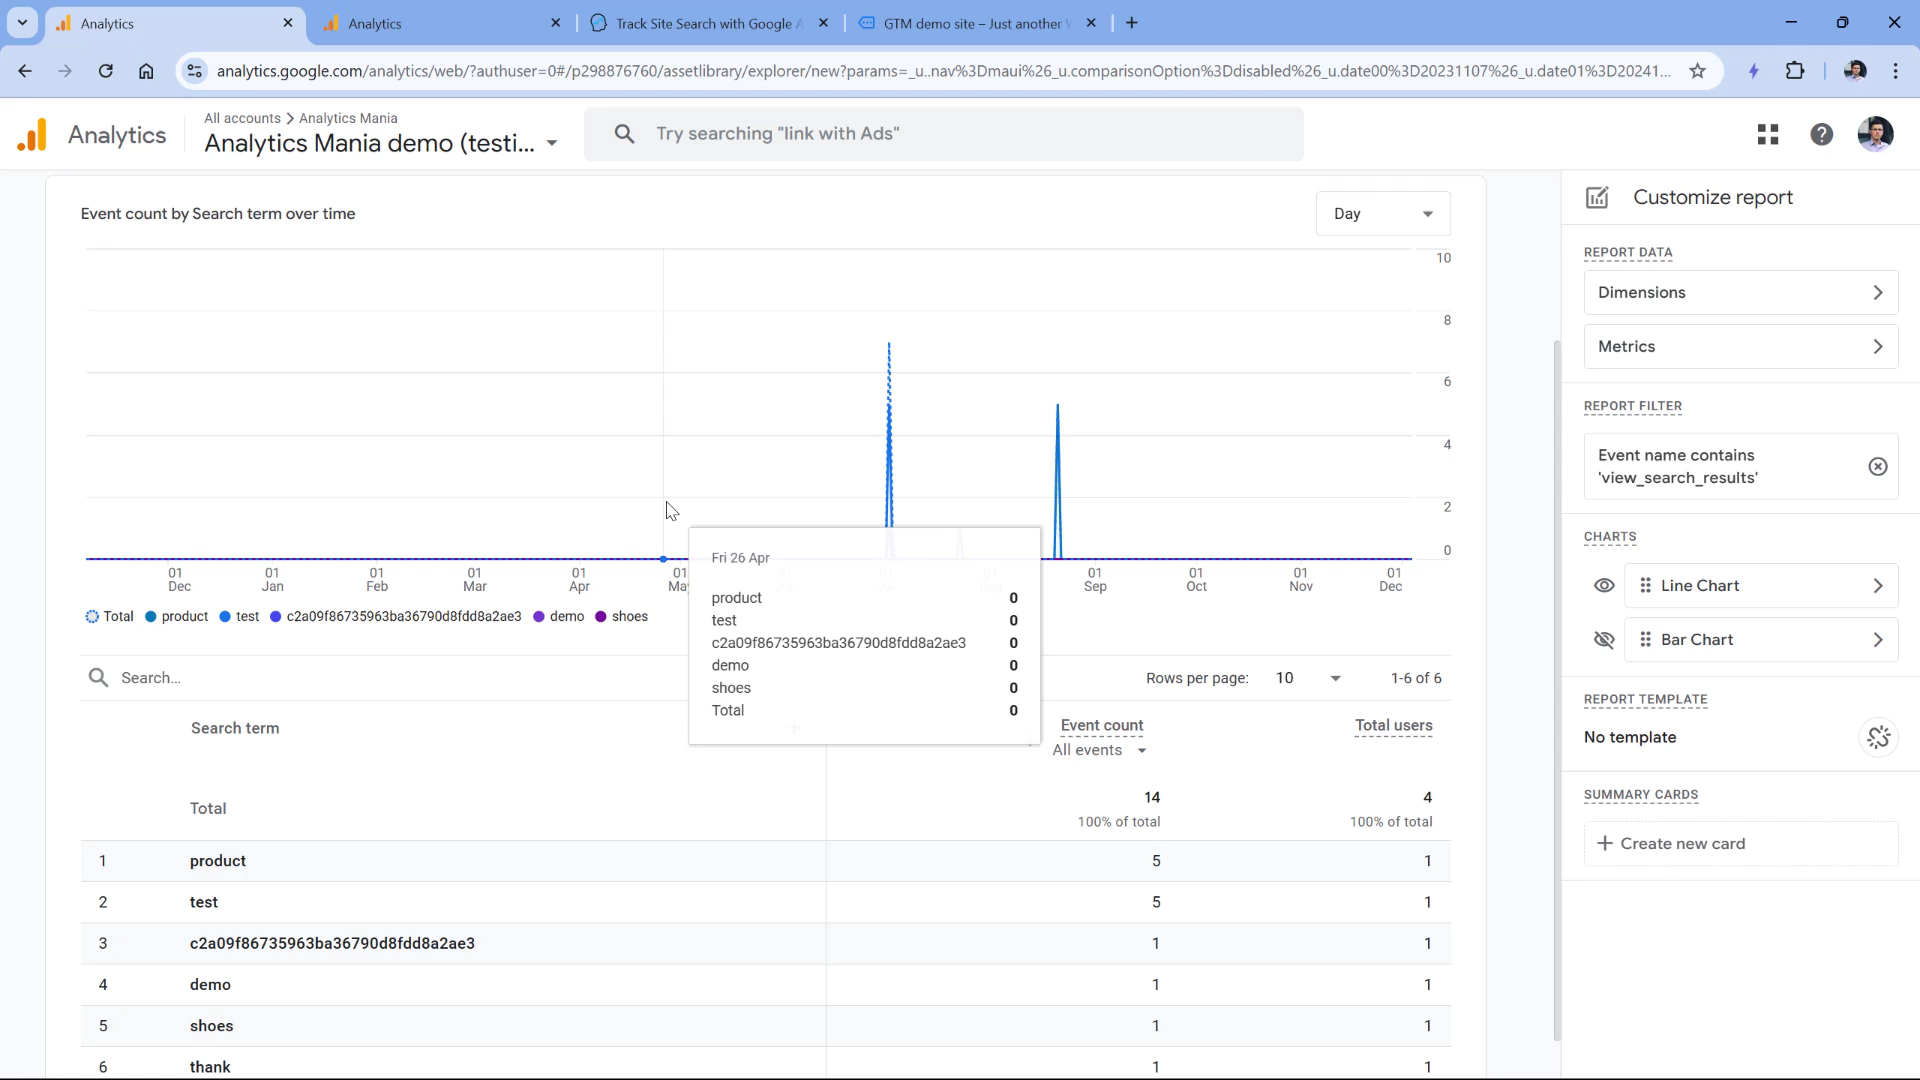 Analytics
Analytics
Track Site Search with Google A
GTM demo site – Just another W
analytics.google.com/analytics/web/?authuser=0#/p298876760/assetlibrary/explorer/new?params=_u..nav%3Dmaui%26_u.comparisonOption%3Ddisabled%26_u.date00%3D20231107%26_u.date01%3D20241...
Analytics
All accounts > Analytics Mania
Analytics Mania demo (testi...
Try searching "link with Ads"
Event count by Search term over time
Day
10
8
6
4
2
0
01 Dec
01 Jan
01 Feb
01 Mar
01 Apr
01 May
01 Sep
01 Oct
01 Nov
01 Dec
Total product test c2a09f86735963ba36790d8fdd8a2ae3 demo shoes
Fri 26 Apr
product 0
test 0
c2a09f86735963ba36790d8fdd8a2ae3 0
demo 0
shoes 0
Total 0
Search...
Rows per page: 10 1-6 of 6
Search term
Event count
All events
Total users
Total 14 4
100% of total 100% of total
1 product 5 1
2 test 5 1
3 c2a09f86735963ba36790d8fdd8a2ae3 1 1
4 demo 1 1
5 shoes 1 1
6 thank 1 1
Customize report
REPORT DATA
Dimensions
Metrics
REPORT FILTER
Event name contains
'view_search_results'
CHARTS
Line Chart
Bar Chart
REPORT TEMPLATE
No template
SUMMARY CARDS
Create new card